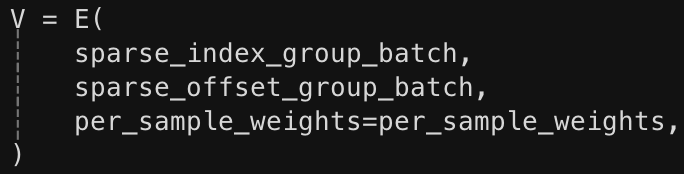 V = E(
    sparse_index_group_batch,
    sparse_offset_group_batch,
    per_sample_weights=per_sample_weights,
)